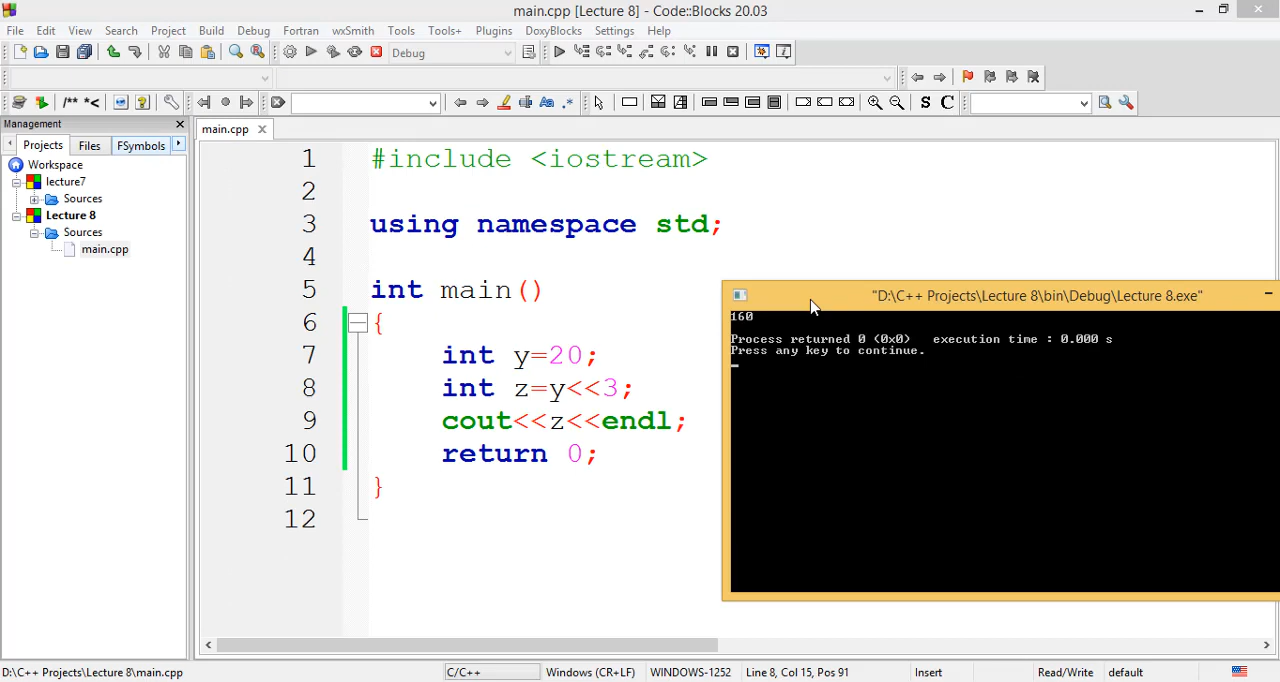 main.cpp [Lecture 8] - Code::Blocks 20.03
File Edit View Search Project Build Debug Fortran wxSmith Tools Tools+ Plugins DoxyBlocks Settings Help
Debug
/** *<
S C
Management
Projects Files FSymbols
main.cpp
Workspace
lecture7
Sources
Lecture 8
Sources
main.cpp
1 #include <iostream>
2
3 using namespace std;
4
5 int main()
6 {
7 int y=20;
8 int z=y<<3;
9 cout<<z<<endl;
10 return 0;
11 }
12
"D:\C++ Projects\Lecture 8\bin\Debug\Lecture 8.exe"
160
Process returned 0 (0x0) execution time : 0.000 s
Press any key to continue.
D:\C++ Projects\Lecture 8\main.cpp C/C++ Windows (CR+LF) WINDOWS-1252 Line 8, Col 15, Pos 91 Insert Read/Write default